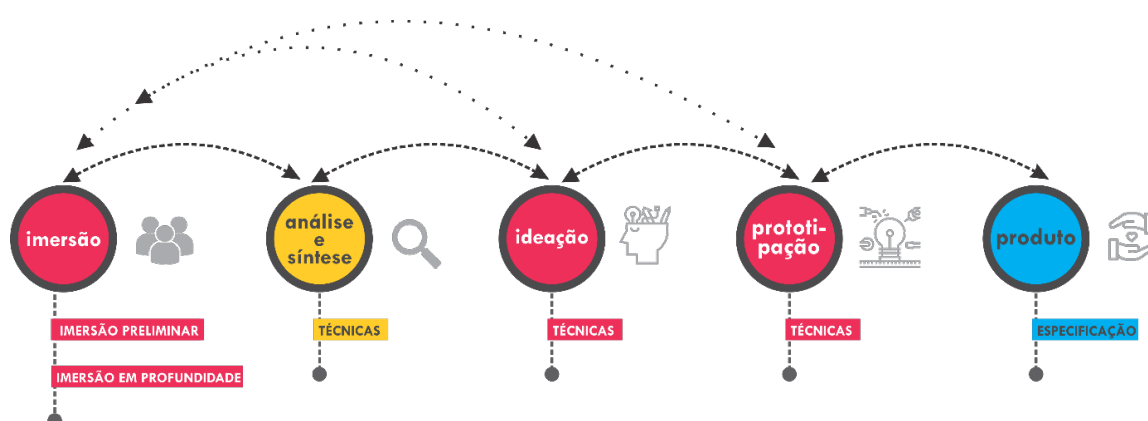 imersão
análise
e
síntese
ideação
prototi-
pação
produto
IMERSÃO PRELIMINAR
TÉCNICAS
TÉCNICAS
TÉCNICAS
ESPECIFICAÇÃO
IMERSÃO EM PROFUNDIDADE